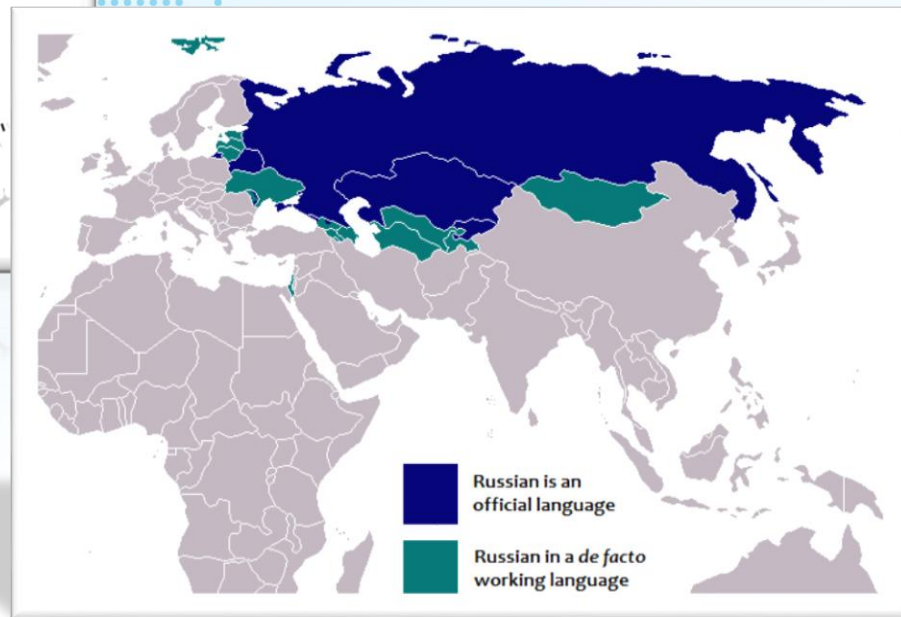 Russian is an
official language
Russian in a de facto
working language